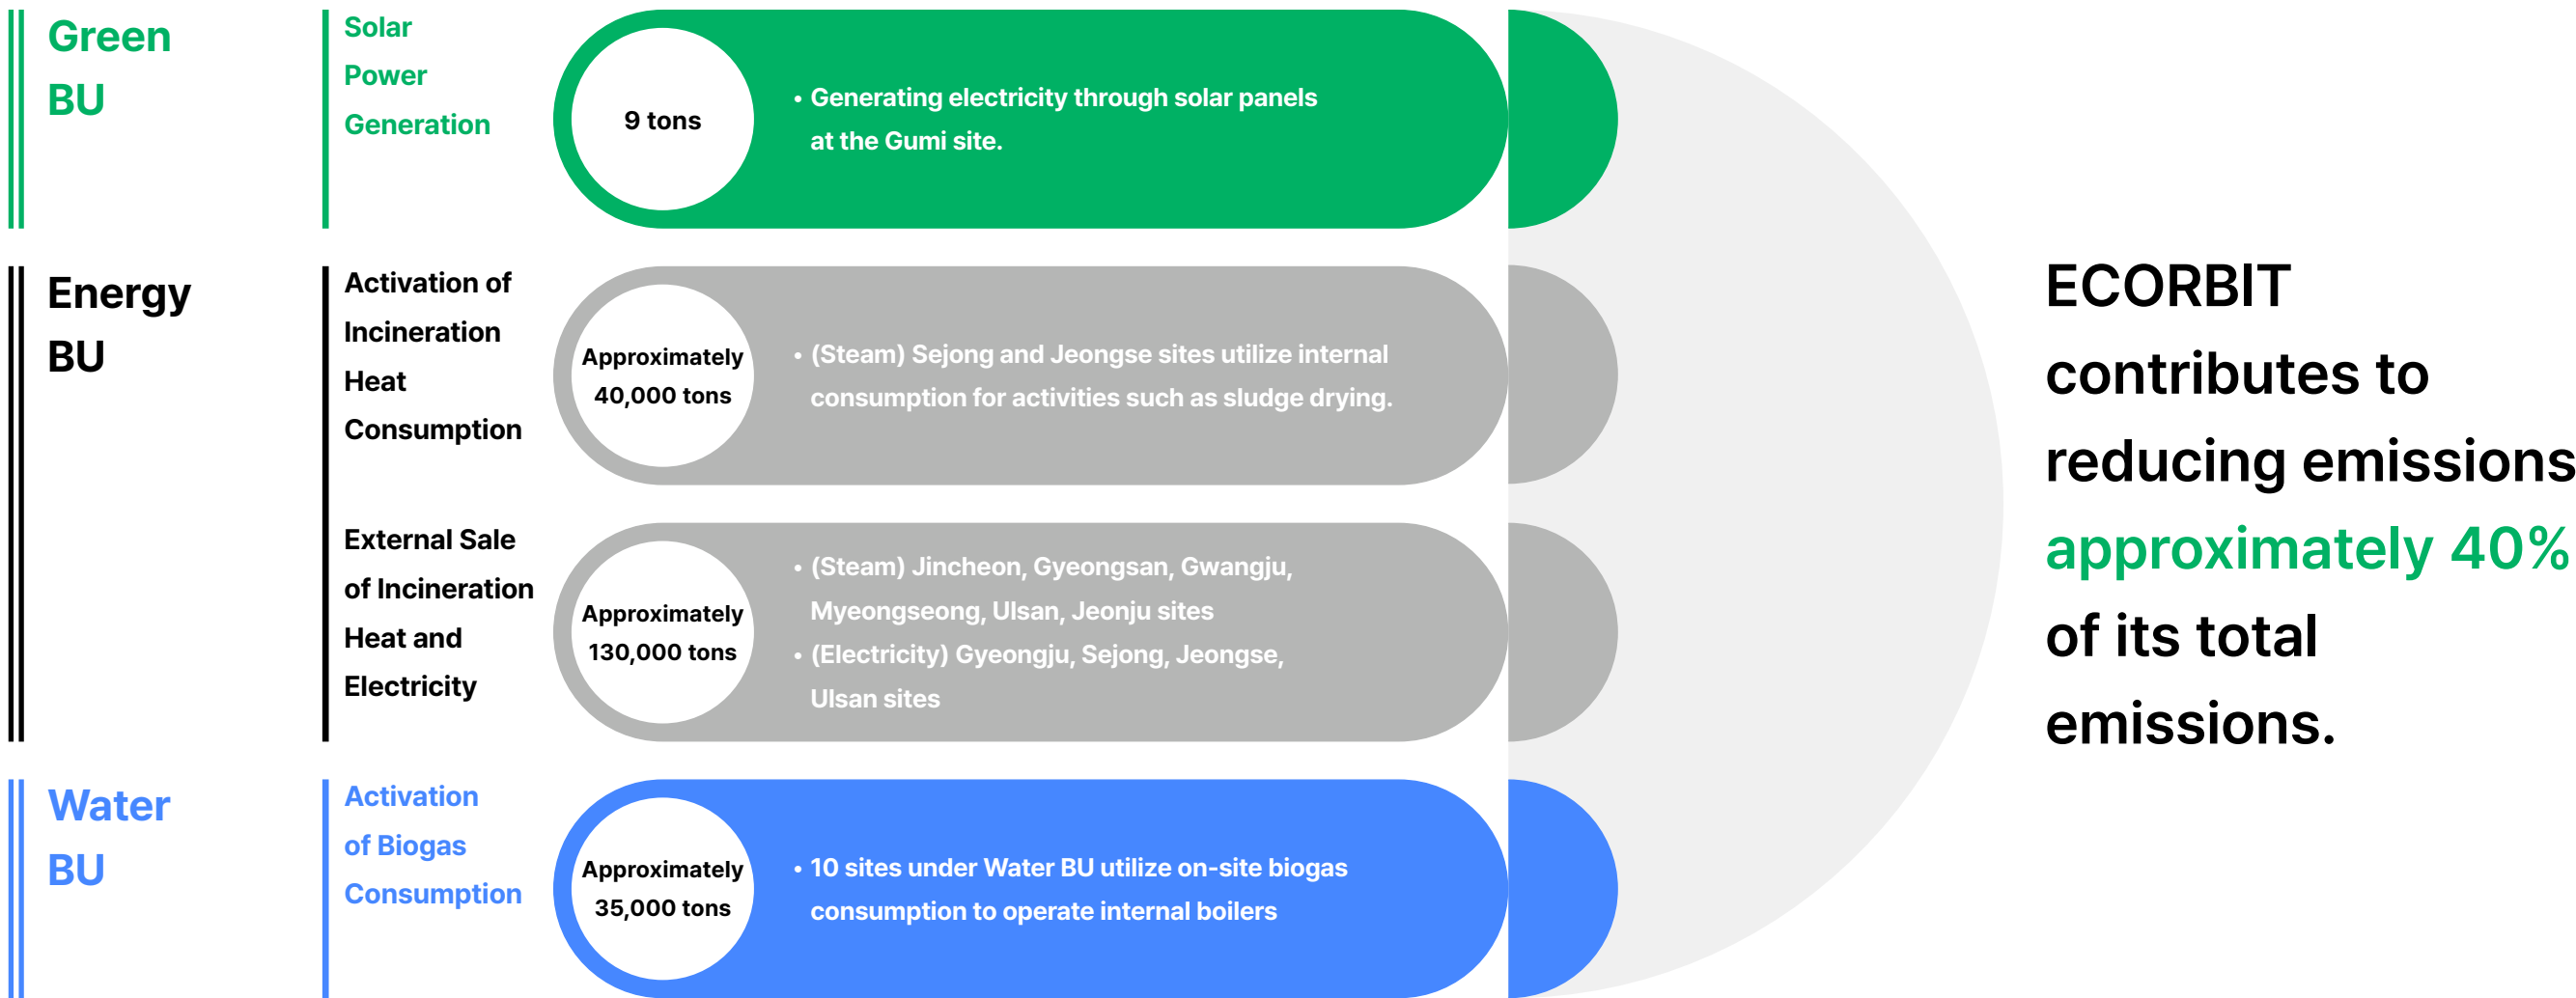 Green
BU
Solar
Power
Generation
9 tons
• Generating electricity through solar panels
at the Gumi site.
Energy
BU
Activation of
Incineration
Heat
Consumption
Approximately
40,000 tons
• (Steam) Sejong and Jeongse sites utilize internal
consumption for activities such as sludge drying.
External Sale
of Incineration
Heat and
Electricity
Approximately
130,000 tons
• (Steam) Jincheon, Gyeongsan, Gwangju,
Myeongseong, Ulsan, Jeonju sites
• (Electricity) Gyeongju, Sejong, Jeongse,
Ulsan sites
Water
BU
Activation
of Biogas
Consumption
Approximately
35,000 tons
• 10 sites under Water BU utilize on-site biogas
consumption to operate internal boilers
ECORBIT
contributes to
reducing emissions
approximately 40%
of its total
emissions.